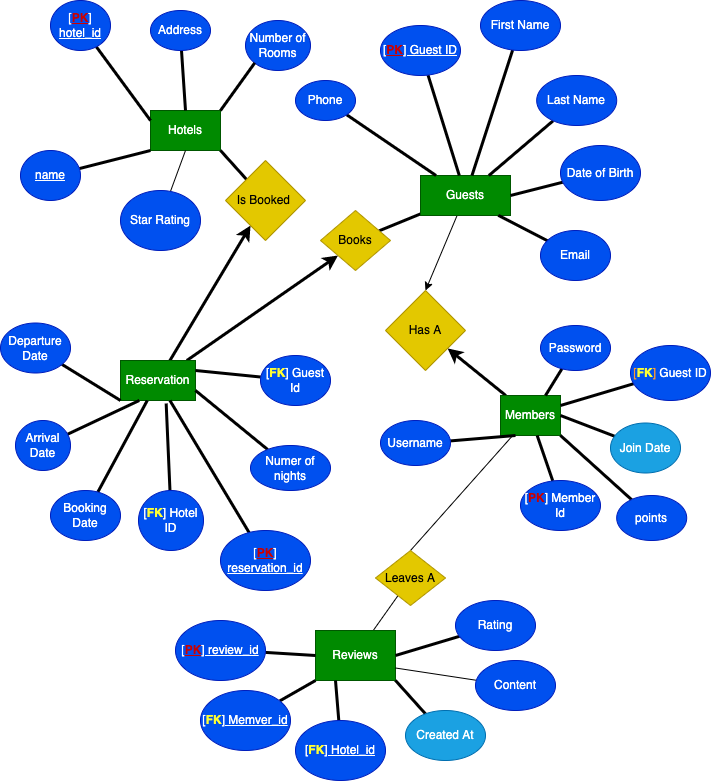 [PK]
hotel_id
Address
Number of
Rooms
First Name
[PK] Guest ID
Phone
Last Name
Hotels
name
Star Rating
Is Booked
Date of Birth
Guests
Email
Books
Departure
Date
Has A
Password
[FK] Guest ID
Reservation
[FK] Guest
Id
Members
Username
Join Date
Arrival
Date
Numer of
nights
Booking
Date
[FK] Hotel
ID
[PK] Member
Id
points
[PK]
reservation_id
Leaves A
Rating
[PK] review_id
Reviews
Content
[FK] Memver_id
[FK] Hotel_id
Created At